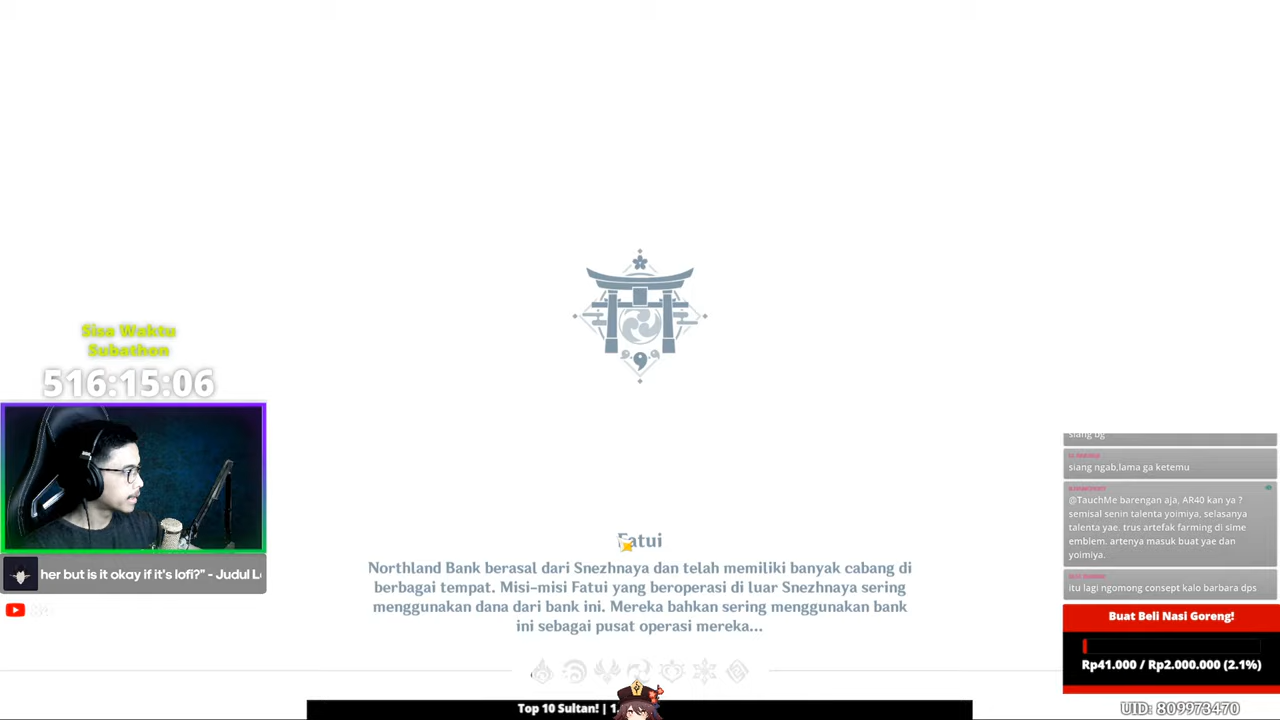 Sisa Waktu
Subathon
516:15:06
her but is it okay if it's lofi?" - Judul L
Fatui
Northland Bank berasal dari Snezhnaya dan telah memiliki banyak cabang di
berbagai tempat. Misi-misi Fatui yang beroperasi di luar Snezhnaya sering
menggunakan dana dari bank ini. Mereka bahkan sering menggunakan bank
ini sebagai pusat operasi mereka...
siang bg
siang ngab,lama ga ketemu
@TauchMe barengan aja, AR40 kan ya ?
semisal senin talenta yoimiya, selasanya
talenta yae. trus artefak farming di sime
emblem. artenya masuk buat yae dan
yoimiya.
itu lagi ngomong consept kalo barbara dps
Buat Beli Nasi Goreng!
Rp41.000 / Rp2.000.000 (2.1%)
Top 10 Sultan! | 1.
UID: 809973470